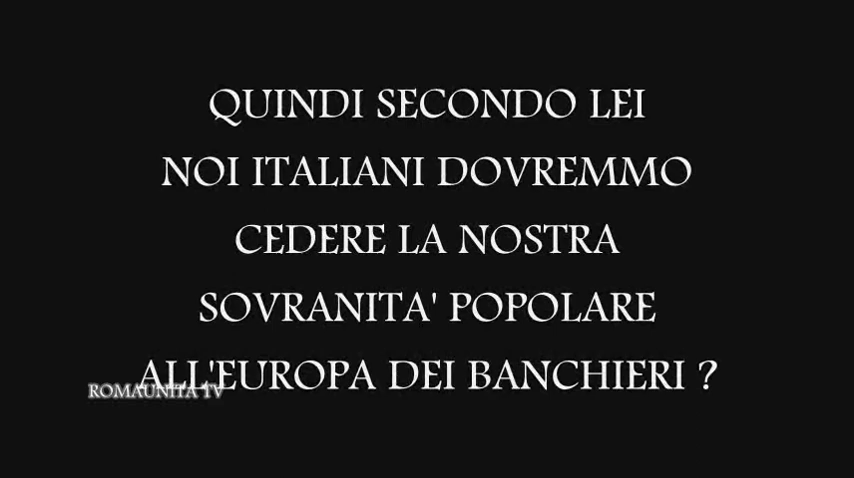 QUINDI SECONDO LEI
NOI ITALIANI DOVREMMO
CEDERE LA NOSTRA
SOVRANITA' POPOLARE
ALL'EUROPA DEI BANCHIERI ?
ROMAUNITA TV